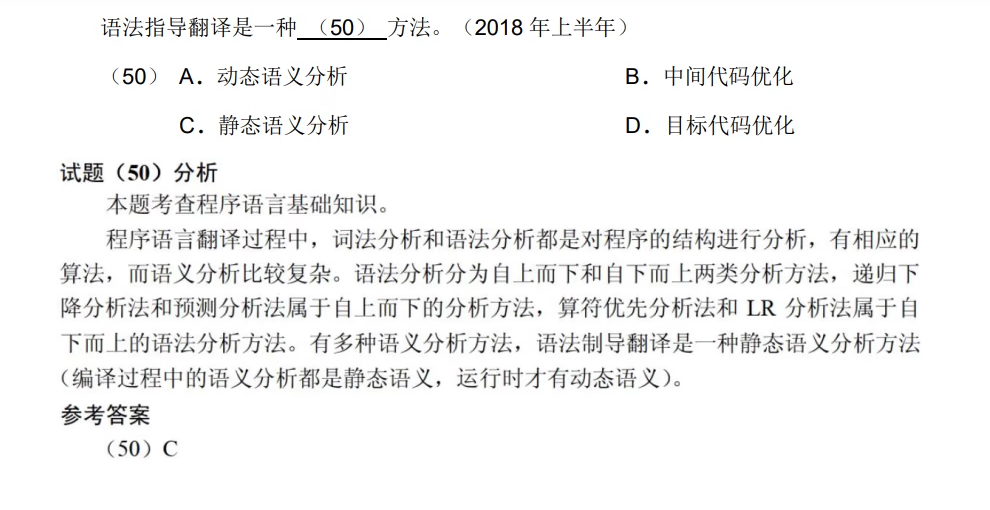 语法指导翻译是一种 （50） 方法。（2018 年上半年）
（50） A．动态语义分析 B．中间代码优化
C．静态语义分析 D．目标代码优化
试题（50）分析
本题考查程序语言基础知识。
程序语言翻译过程中，词法分析和语法分析都是对程序的结构进行分析，有相应的
算法，而语义分析比较复杂。语法分析分为自上而下和自下而上两类分析方法，递归下
降分析法和预测分析法属于自上而下的分析方法，算符优先分析法和 LR 分析法属于自
下而上的语法分析方法。有多种语义分析方法，语法制导翻译是一种静态语义分析方法
（编译过程中的语义分析都是静态语义，运行时才有动态语义）。
参考答案
（50）C